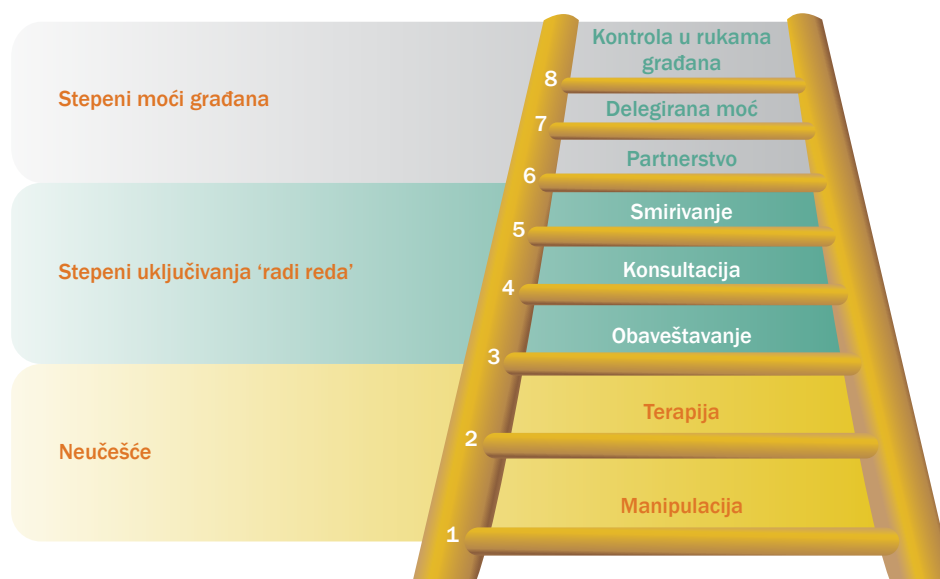 Kontrola u rukama
građana
8
Stepeni moći građana
Delegirana moć
7
Partnerstvo
6
Smirivanje
5
Stepeni uključivanja ‘radi reda’
Konsultacija
4
Obaveštavanje
3
Terapija
2
Neučešće
Manipulacija
1